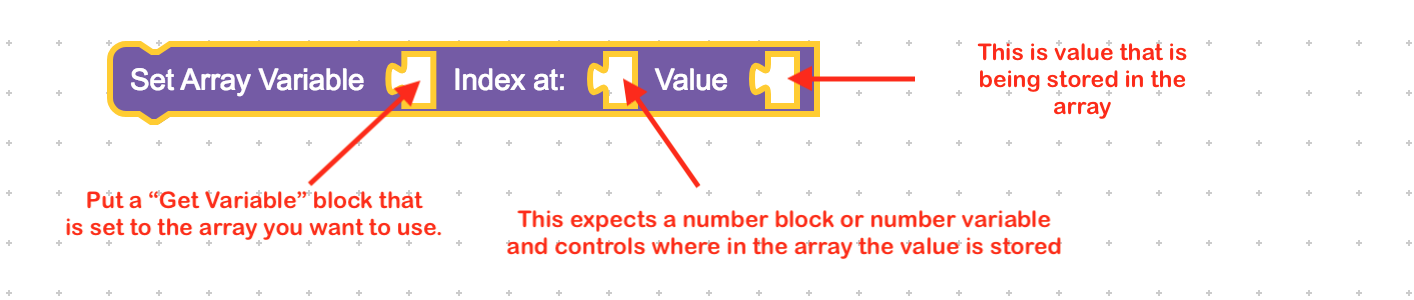 Set Array Variable Index at: Value
This is value that is
being stored in the
array
Put a “Get Variable” block that
is set to the array you want to use.
This expects a number block or number variable
and controls where in the array the value is stored